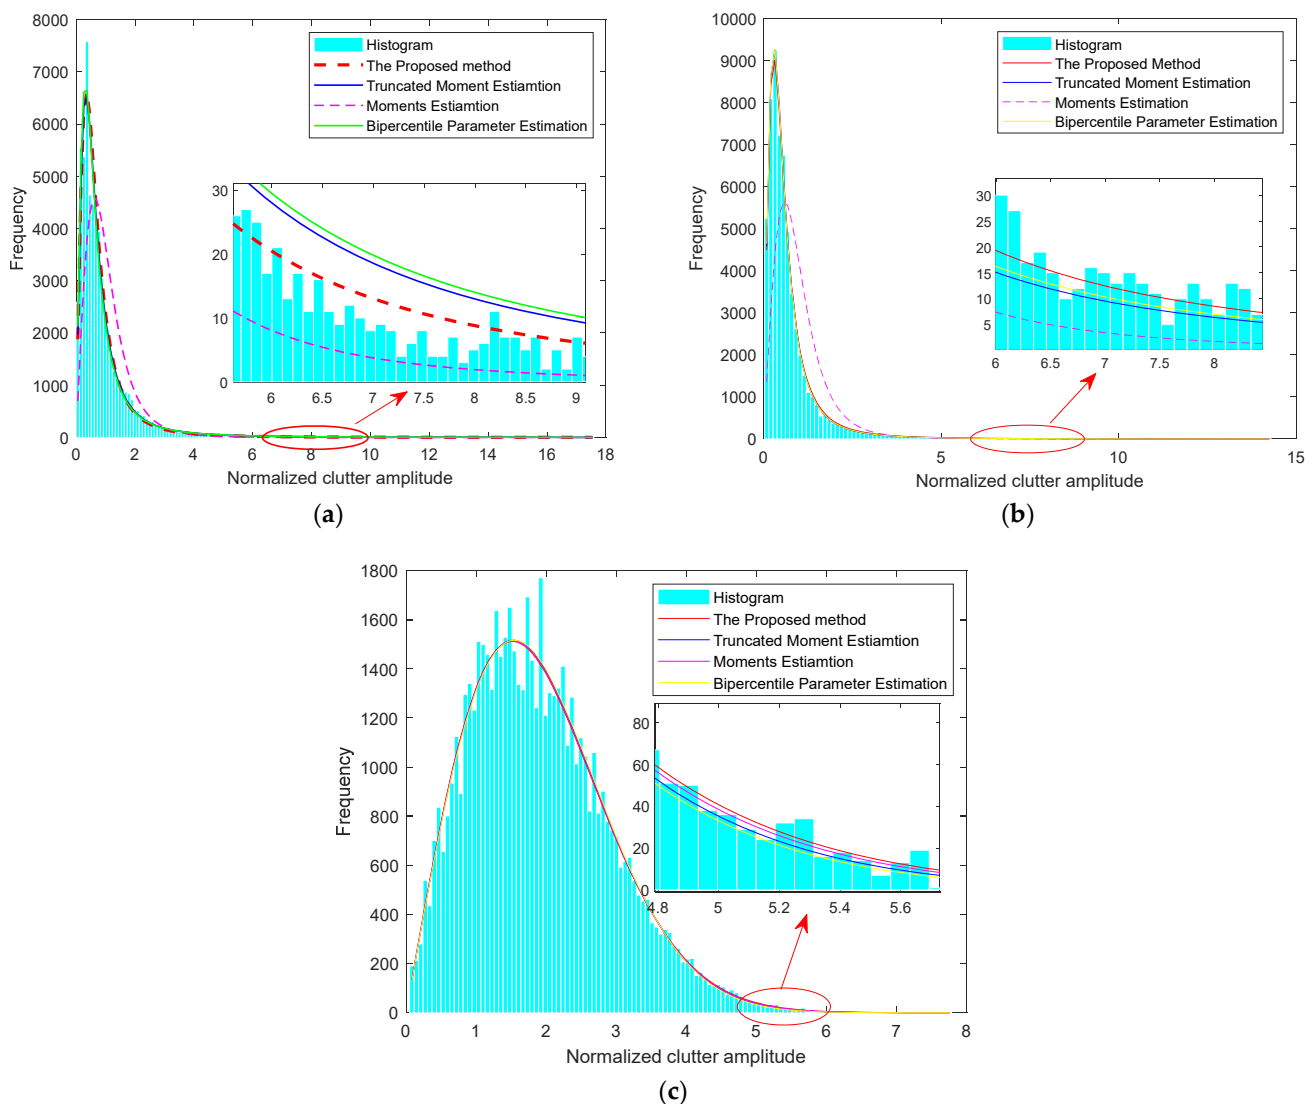 8000
7000
6000
5000
4000
3000
2000
1000
0
Frequency
Histogram
The Proposed method
Truncated Moment Estiamtion
Moments Estiamtion
Bipercentile Parameter Estimation
30
20
10
0
6 6.5 7 7.5 8 8.5 9
0 2 4 6 8 10 12 14 16 18
Normalized clutter amplitude
(a)
10000
9000
8000
7000
6000
5000
4000
3000
2000
1000
0
Frequency
Histogram
The Proposed Method
Truncated Moment Estimation
Moments Estimation
Bipercentile Parameter Estimation
30
25
20
15
10
5
6 6.5 7 7.5 8
0 5 10 15
Normalized clutter amplitude
(b)
1800
1600
1400
1200
1000
800
600
400
200
0
Frequency
Histogram
The Proposed method
Truncated Moment Estiamtion
Moments Estiamtion
Bipercentile Parameter Estimation
80
60
40
20
0
4.8 5 5.2 5.4 5.6
0 1 2 3 4 5 6 7 8
Normalized clutter amplitude
(c)